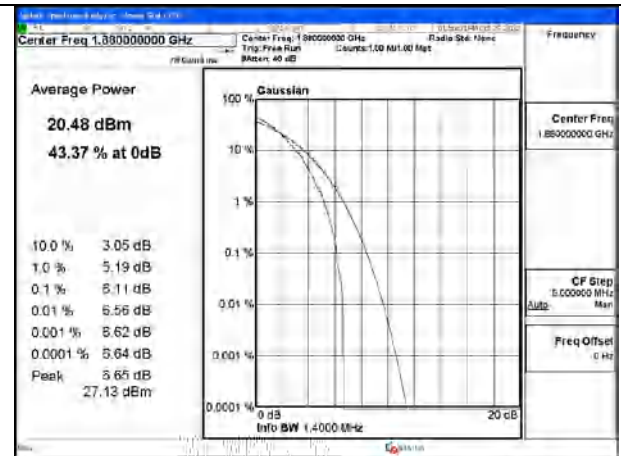 Center Freq 1.880000000 GHz
Center Freq: 1.880000000 GHz
Radio Std: None
Trig: Free Run
Counts:1.00 M/1.00 Mpt
#Atten: 40 dB
Frequency
Average Power
20.48 dBm
43.37 % at 0dB
10.0 % 3.05 dB
1.0 % 5.19 dB
0.1 % 6.11 dB
0.01 % 6.56 dB
0.001 % 6.62 dB
0.0001 % 6.64 dB
Peak 6.65 dB
27.13 dBm
Gaussian
100 %
10 %
1 %
0.1 %
0.01 %
0.001 %
0.0001 %
0 dB
20 dB
Info BW 1.4000 MHz
Center Freq
1.880000000 GHz
CF Step
5.000000 MHz
Auto Man
Freq Offset
0 Hz